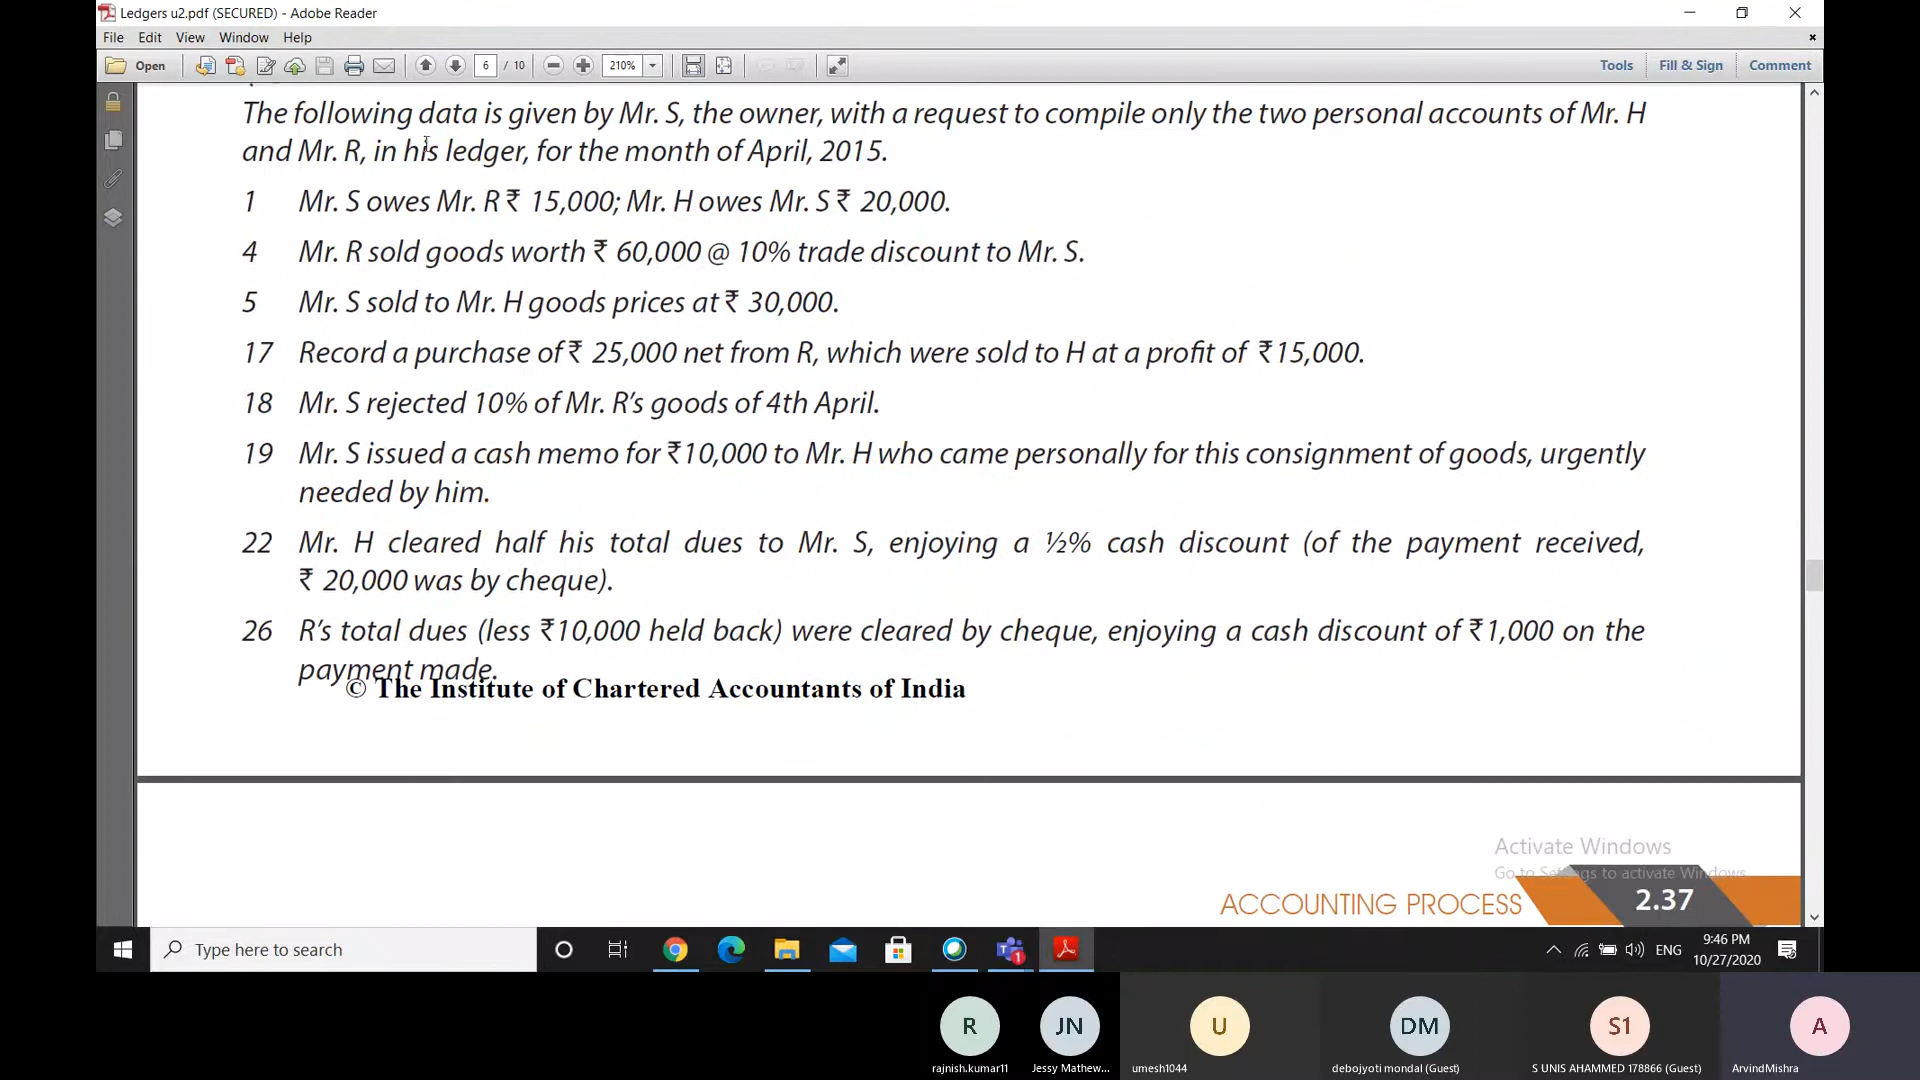 Ledgers u2.pdf (SECURED) - Adobe Reader
File Edit View Window Help
Open 6 / 10 210% Tools Fill & Sign Comment
The following data is given by Mr. S, the owner, with a request to compile only the two personal accounts of Mr. H
and Mr. R, in his ledger, for the month of April, 2015.
1 Mr. S owes Mr. R ₹ 15,000; Mr. H owes Mr. S ₹ 20,000.
4 Mr. R sold goods worth ₹ 60,000 @ 10% trade discount to Mr. S.
5 Mr. S sold to Mr. H goods prices at ₹ 30,000.
17 Record a purchase of ₹ 25,000 net from R, which were sold to H at a profit of ₹15,000.
18 Mr. S rejected 10% of Mr. R's goods of 4th April.
19 Mr. S issued a cash memo for ₹10,000 to Mr. H who came personally for this consignment of goods, urgently
needed by him.
22 Mr. H cleared half his total dues to Mr. S, enjoying a ½% cash discount (of the payment received,
₹ 20,000 was by cheque).
26 R's total dues (less ₹10,000 held back) were cleared by cheque, enjoying a cash discount of ₹1,000 on the
payment made.
© The Institute of Chartered Accountants of India
Activate Windows
Go to Settings to activate Windows.
ACCOUNTING PROCESS 2.37
Type here to search
1
ENG
9:46 PM
10/27/2020
R JN U DM S1 A
rajnish.kumar11 Jessy Mathew... umesh1044 debojyoti mondal (Guest) S UNIS AHAMMED 178866 (Guest) ArvindMishra